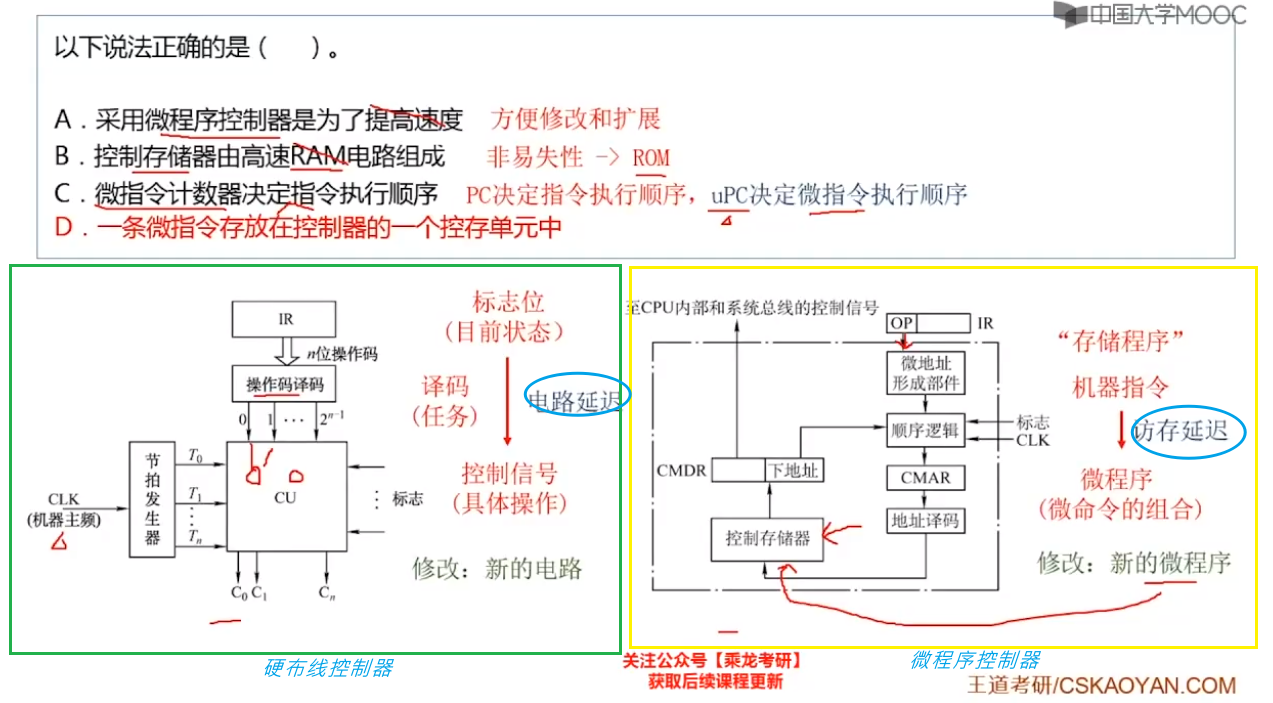 中国大学MOOC
以下说法正确的是（　　）。
A．采用微程序控制器是为了提高速度 方便修改和扩展
B．控制存储器由高速RAM电路组成 非易失性 -> ROM
C．微指令计数器决定指令执行顺序 PC决定指令执行顺序，uPC决定微指令执行顺序
D．一条微指令存放在控制器的一个控存单元中
IR
n位操作码
操作码译码
0 1 ··· 2ⁿ⁻¹
节拍发生器
T₀
T₁
⋮
Tₙ
CLK
(机器主频)
CU
⋮ 标志
C₀ C₁ Cₙ
标志位
(目前状态)
译码
(任务)
电路延迟
控制信号
(具体操作)
修改：新的电路
硬布线控制器
至CPU内部和系统总线的控制信号
OP IR
微地址
形成部件
顺序逻辑
标志
CLK
CMDR 下地址
CMAR
地址译码
控制存储器
“存储程序”
机器指令
访存延迟
微程序
(微命令的组合)
修改：新的微程序
微程序控制器
关注公众号【乘龙考研】
获取后续课程更新
王道考研/CSKAOYAN.COM